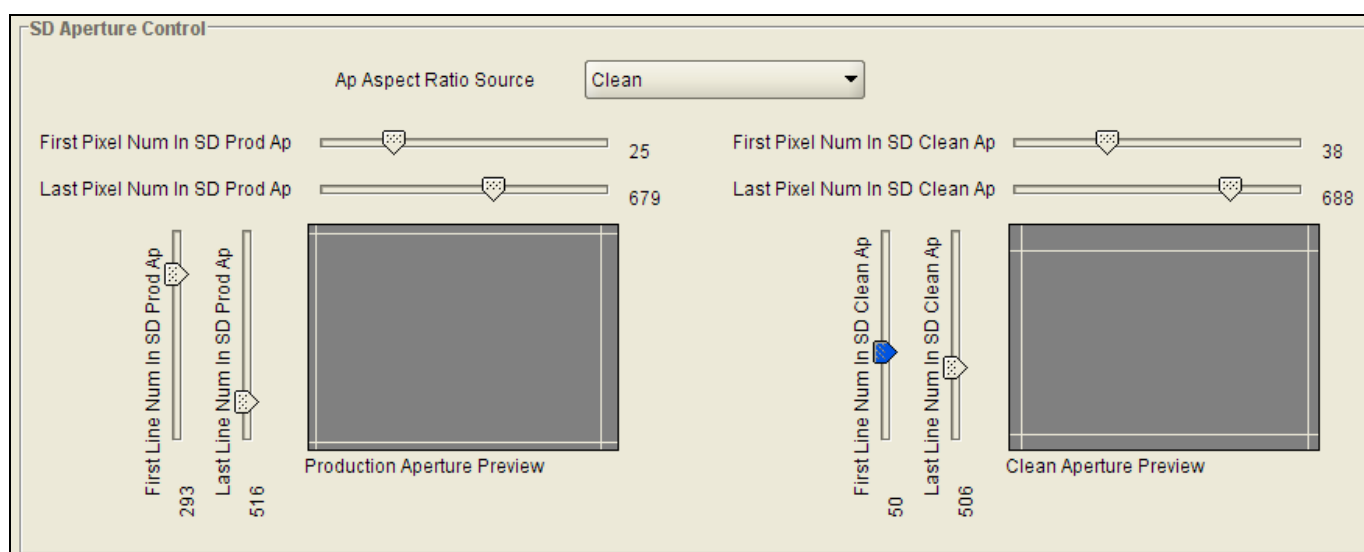 SD Aperture Control
Ap Aspect Ratio Source
Clean
First Pixel Num In SD Prod Ap
25
Last Pixel Num In SD Prod Ap
679
First Line Num In SD Prod Ap
293
Last Line Num In SD Prod Ap
516
Production Aperture Preview
First Pixel Num In SD Clean Ap
38
Last Pixel Num In SD Clean Ap
688
First Line Num In SD Clean Ap
50
Last Line Num In SD Clean Ap
506
Clean Aperture Preview